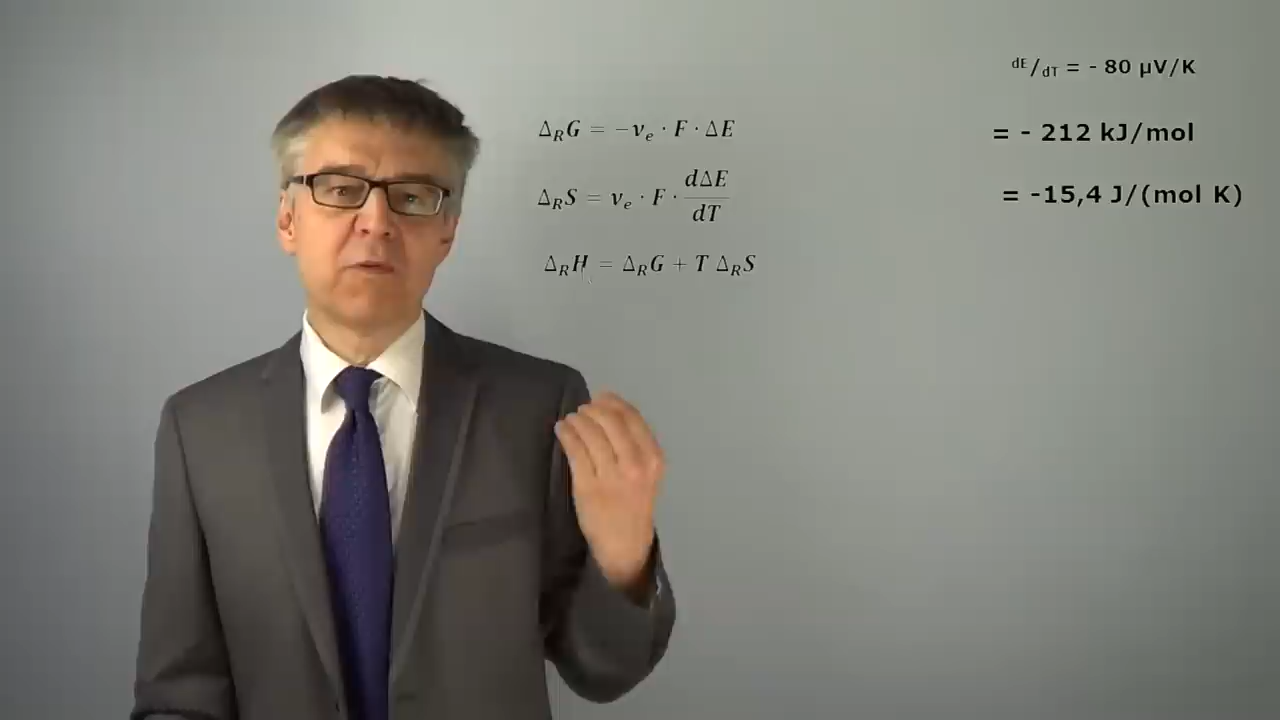 dE/dT = - 80 µV/K
Δ_R G = −ν_e · F · ΔE = - 212 kJ/mol
Δ_R S = ν_e · F · dΔE/dT = -15,4 J/(mol K)
Δ_R H = Δ_R G + T Δ_R S